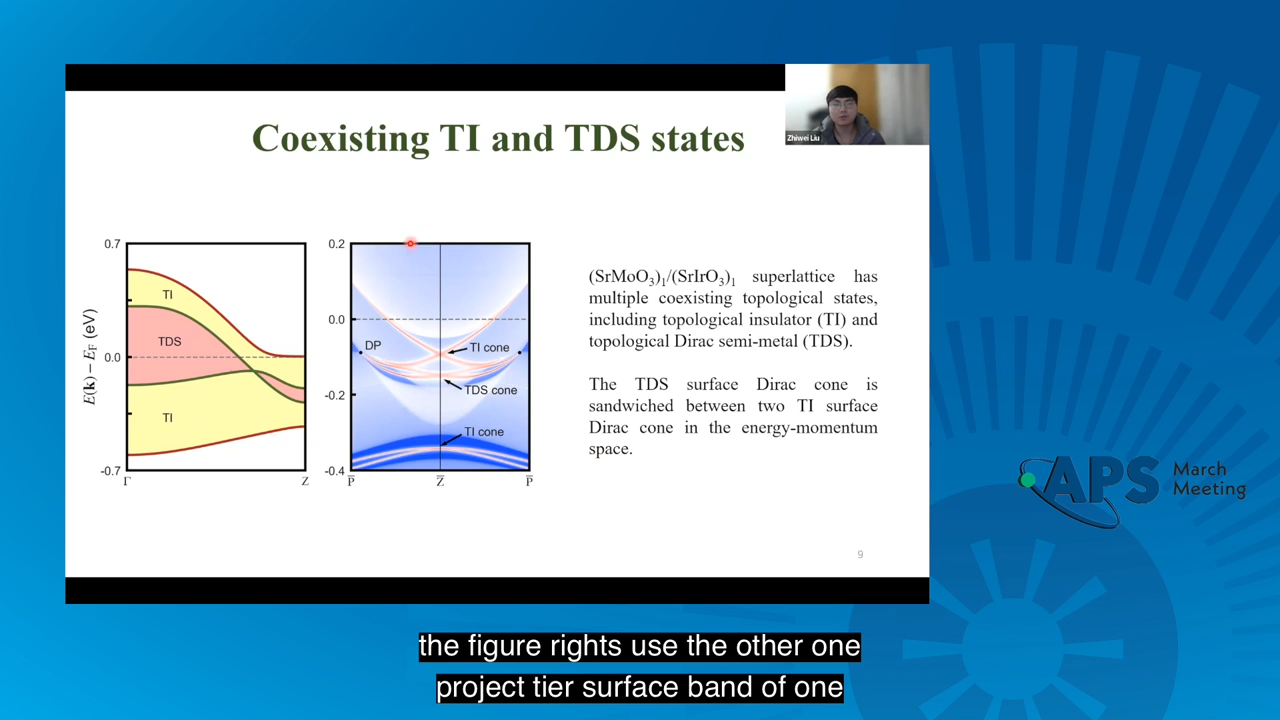 Coexisting TI and TDS states
Zhiwei Liu
0.7
0.0
-0.7
E(k) − E_F (eV)
TI
TDS
TI
Γ
Z
0.2
0.0
-0.2
-0.4
DP
TI cone
TDS cone
TI cone
P̅
Z̅
P̅
(SrMoO₃)₁/(SrIrO₃)₁ superlattice has
multiple coexisting topological states,
including topological insulator (TI) and
topological Dirac semi-metal (TDS).
The TDS surface Dirac cone is
sandwiched between two TI surface
Dirac cone in the energy-momentum
space.
9
APS
March
Meeting
the figure rights use the other one
project tier surface band of one